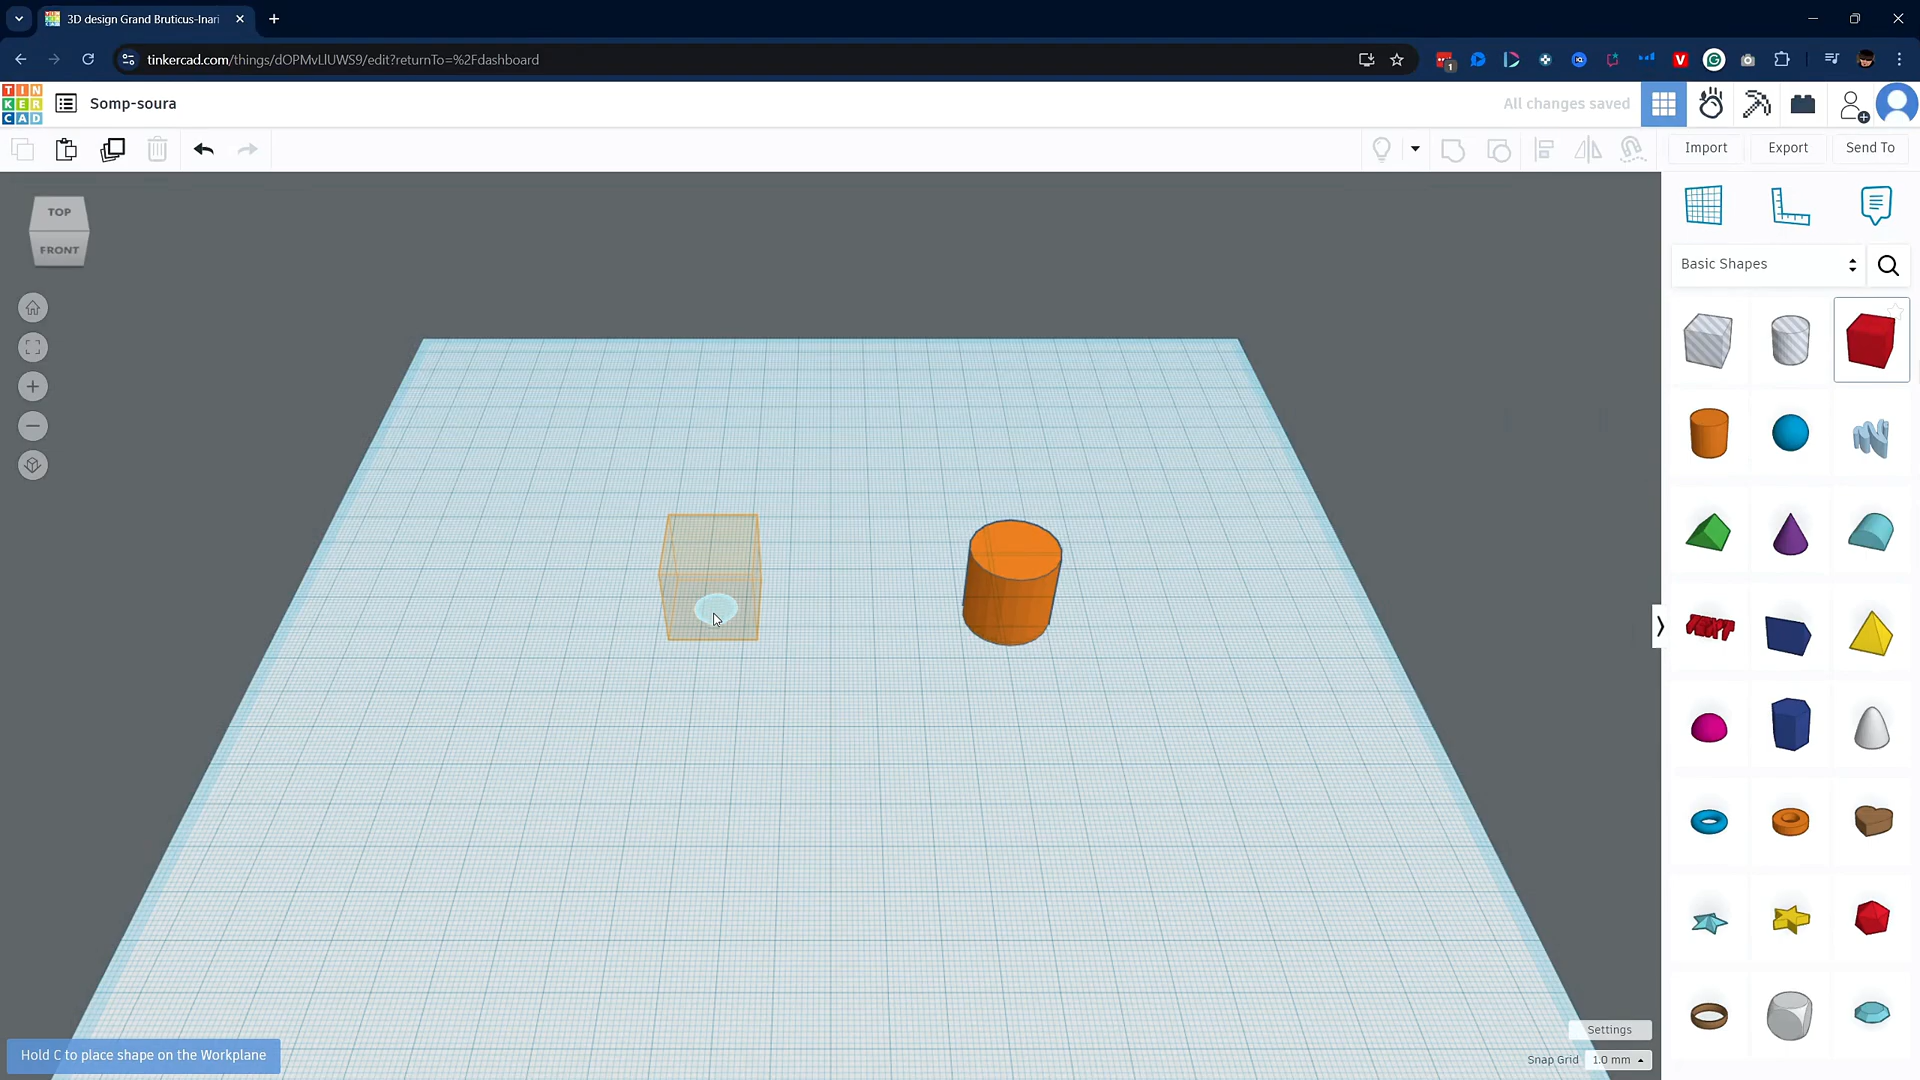 3D design Grand Bruticus-Inari
tinkercad.com/things/dOPMvLlUWS9/edit?returnTo=%2Fdashboard
1
V
TIN
KER
CAD
Somp-soura
All changes saved
Import
Export
Send To
TOP
FRONT
Basic Shapes
TEXT
Settings
Hold C to place shape on the Workplane
Snap Grid
1.0 mm